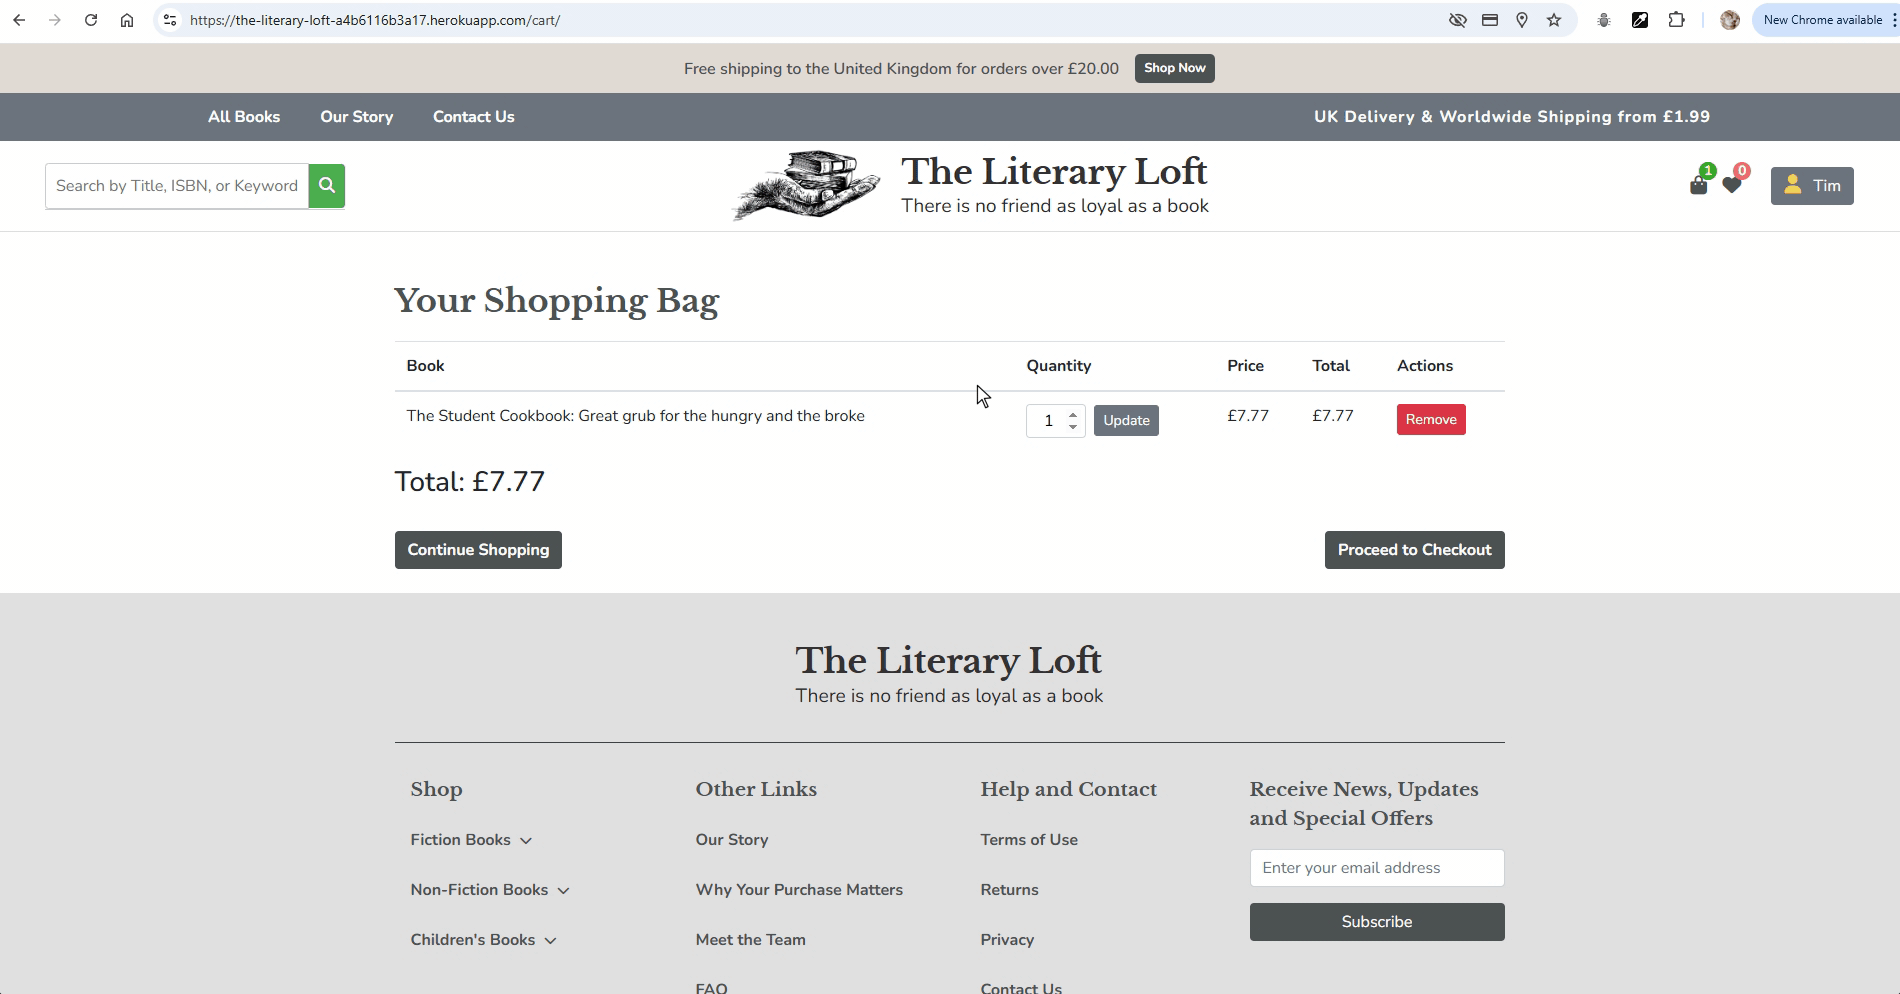 https://the-literary-loft-a4b6116b3a17.herokuapp.com/cart/
New Chrome available
Free shipping to the United Kingdom for orders over £20.00
Shop Now
All Books
Our Story
Contact Us
UK Delivery & Worldwide Shipping from £1.99
Search by Title, ISBN, or Keyword
The Literary Loft
There is no friend as loyal as a book
1
0
Tim
Your Shopping Bag
Book Quantity Price Total Actions
The Student Cookbook: Great grub for the hungry and the broke 1 Update £7.77 £7.77 Remove
Total: £7.77
Continue Shopping
Proceed to Checkout
The Literary Loft
There is no friend as loyal as a book
Shop
Fiction Books
Non-Fiction Books
Children's Books
Other Links
Our Story
Why Your Purchase Matters
Meet the Team
FAQ
Help and Contact
Terms of Use
Returns
Privacy
Contact Us
Receive News, Updates
and Special Offers
Enter your email address
Subscribe